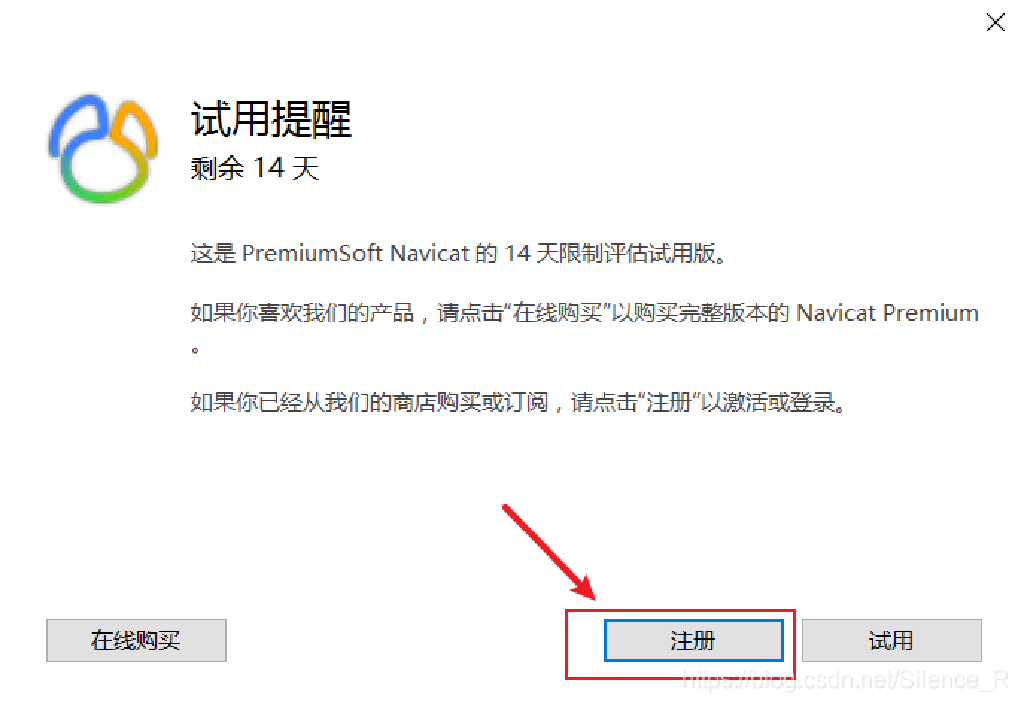 试用提醒
剩余 14 天
这是 PremiumSoft Navicat 的 14 天限制评估试用版。
如果你喜欢我们的产品，请点击“在线购买”以购买完整版本的 Navicat Premium
。
如果你已经从我们的商店购买或订阅，请点击“注册”以激活或登录。
在线购买
注册
试用
https://blog.csdn.net/Silence_R